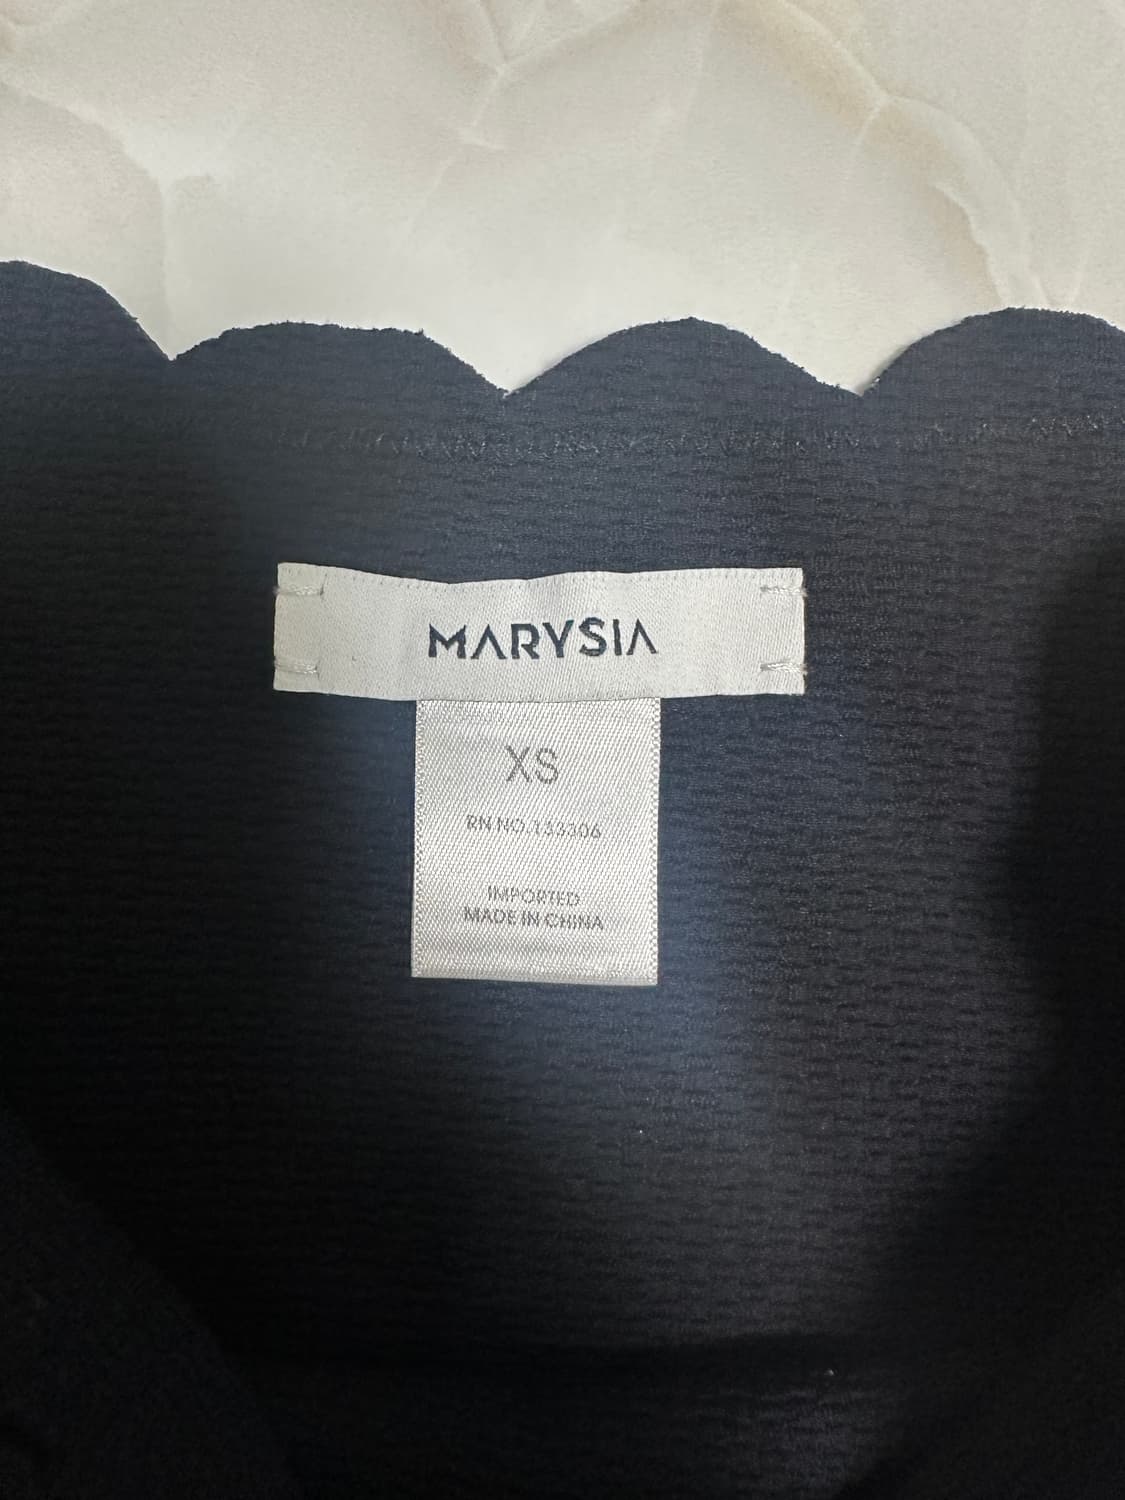 MARYSIA
XS
RN NO.133306
IMPORTED
MADE IN CHINA